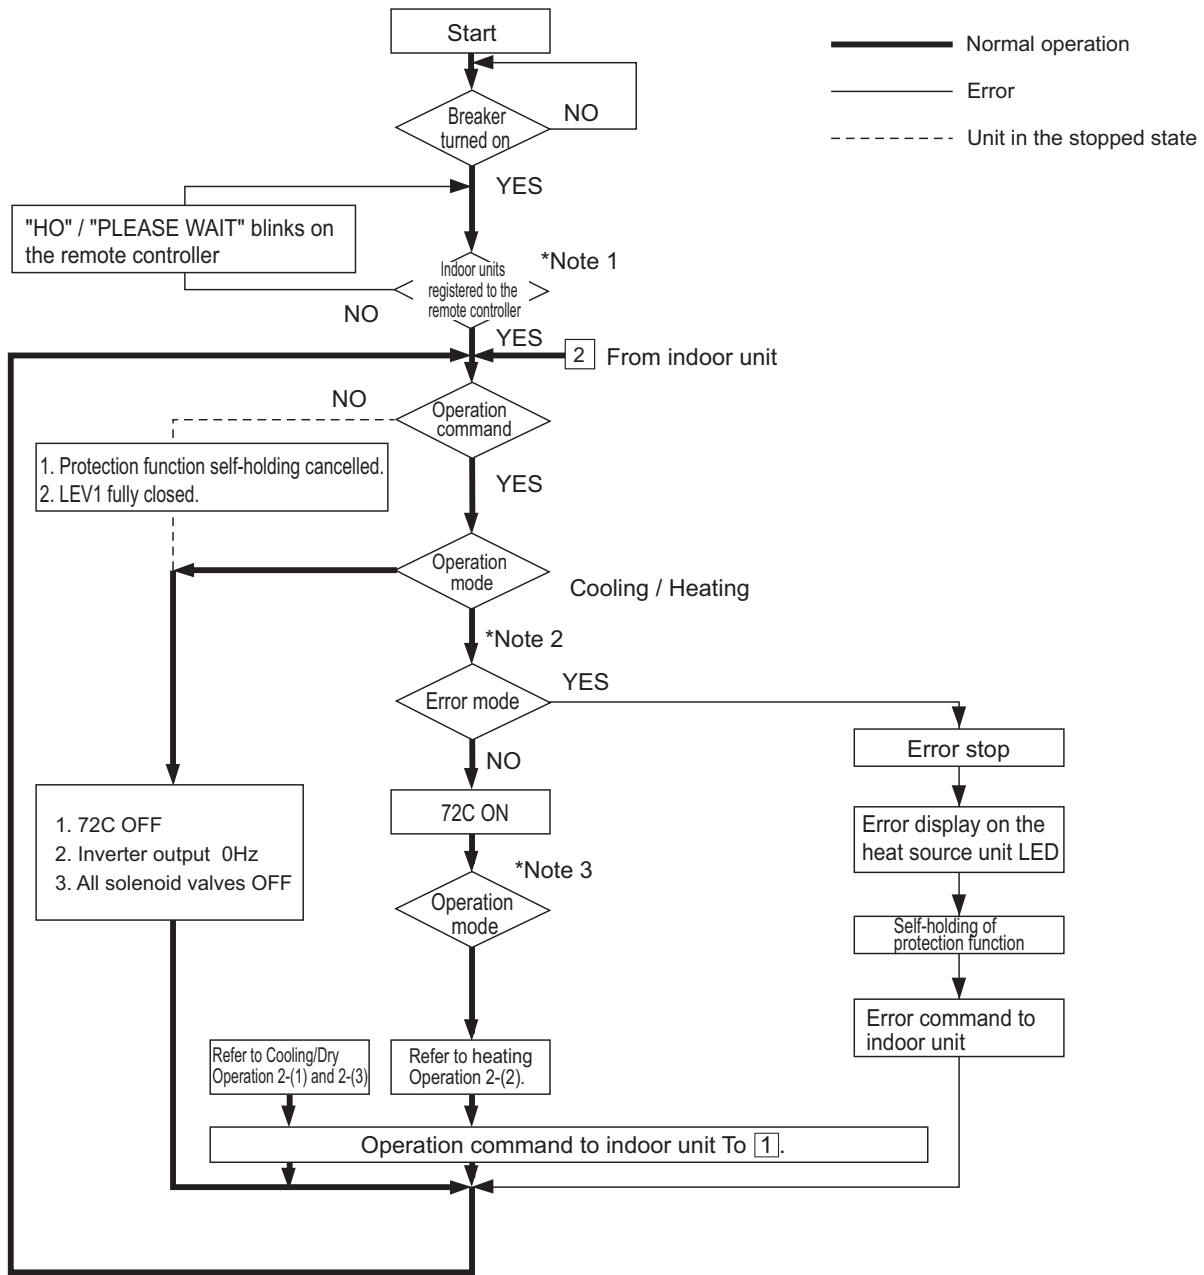 Start
Normal operation
Error
Unit in the stopped state
Breaker
turned on
NO
YES
"HO" / "PLEASE WAIT" blinks on
the remote controller
*Note 1
Indoor units
registered to the
remote controller
NO
YES
2 From indoor unit
NO
Operation
command
1. Protection function self-holding cancelled.
2. LEV1 fully closed.
YES
Operation
mode
Cooling / Heating
*Note 2
Error mode
YES
NO
Error stop
72C ON
Error display on the
heat source unit LED
1. 72C OFF
2. Inverter output 0Hz
3. All solenoid valves OFF
*Note 3
Operation
mode
Self-holding of
protection function
Error command to
indoor unit
Refer to Cooling/Dry
Operation 2-(1) and 2-(3)
Refer to heating
Operation 2-(2).
Operation command to indoor unit To 1.